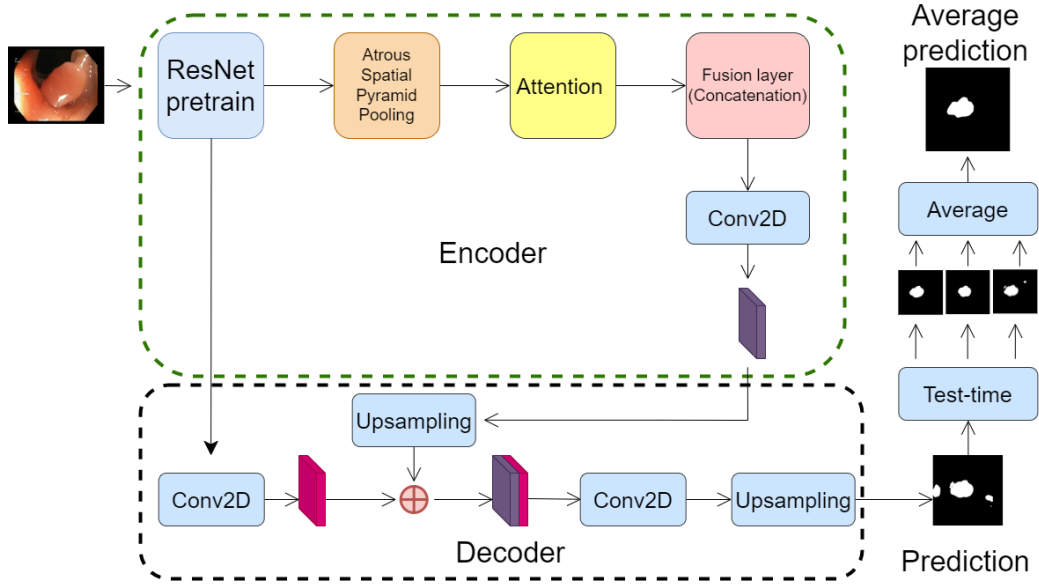 Average
prediction
ResNet
pretrain
Atrous
Spatial
Pyramid
Pooling
Attention
Fusion layer
(Concatenation)
Conv2D
Average
Encoder
Test-time
Upsampling
Conv2D
Conv2D
Upsampling
Decoder
Prediction